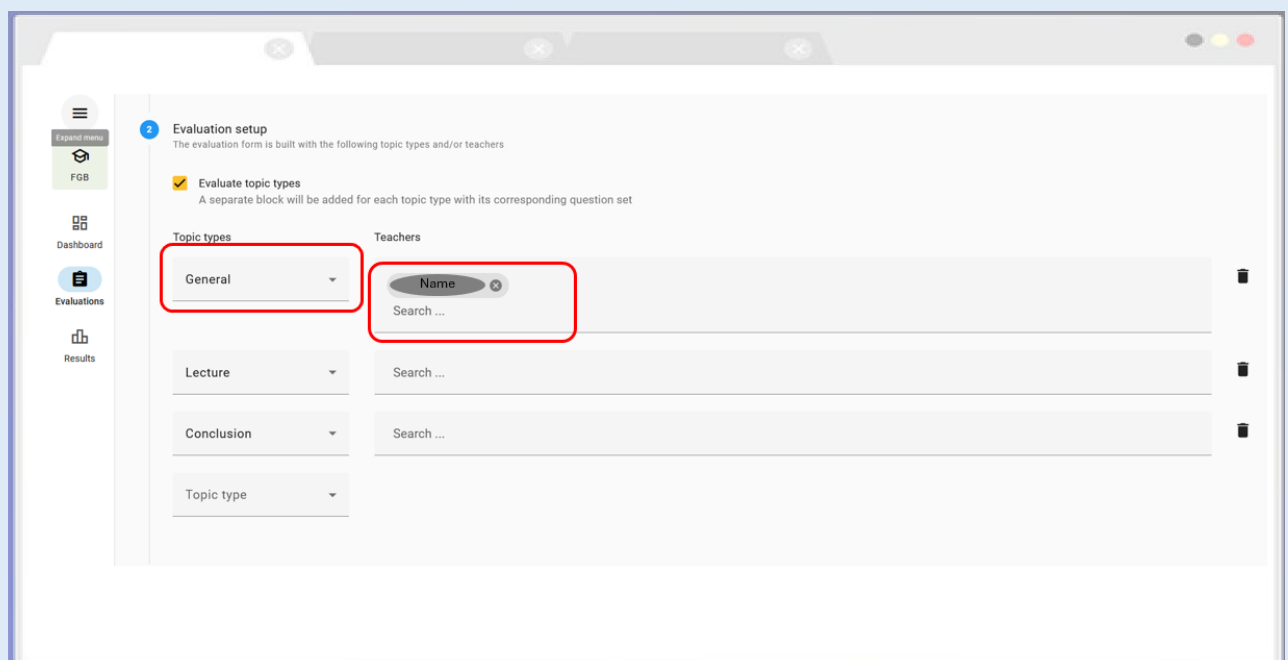 Expand menu
FGB
Dashboard
Evaluations
Results
2
Evaluation setup
The evaluation form is built with the following topic types and/or teachers
Evaluate topic types
A separate block will be added for each topic type with its corresponding question set
Topic types Teachers
General Name
Search ...
Lecture Search ...
Conclusion Search ...
Topic type